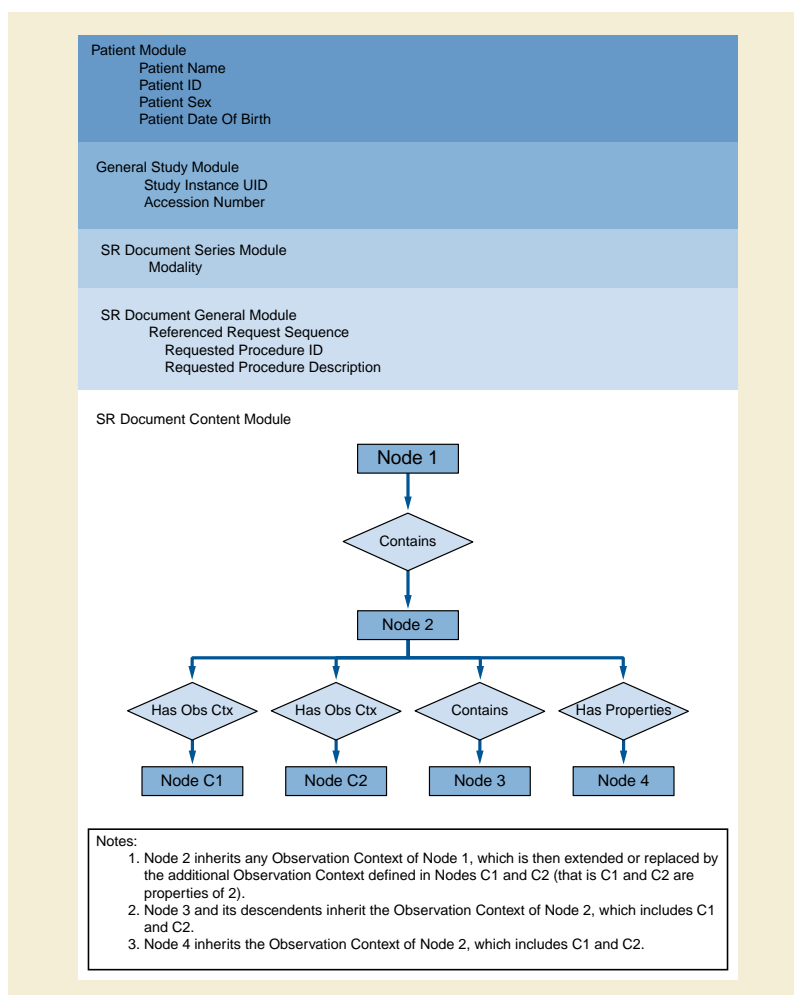 Patient Module
Patient Name
Patient ID
Patient Sex
Patient Date Of Birth
General Study Module
Study Instance UID
Accession Number
SR Document Series Module
Modality
SR Document General Module
Referenced Request Sequence
Requested Procedure ID
Requested Procedure Description
SR Document Content Module
Node 1
Contains
Node 2
Has Obs Ctx
Has Obs Ctx
Contains
Has Properties
Node C1
Node C2
Node 3
Node 4
Notes:
1. Node 2 inherits any Observation Context of Node 1, which is then extended or replaced by
the additional Observation Context defined in Nodes C1 and C2 (that is C1 and C2 are
properties of 2).
2. Node 3 and its descendents inherit the Observation Context of Node 2, which includes C1
and C2.
3. Node 4 inherits the Observation Context of Node 2, which includes C1 and C2.